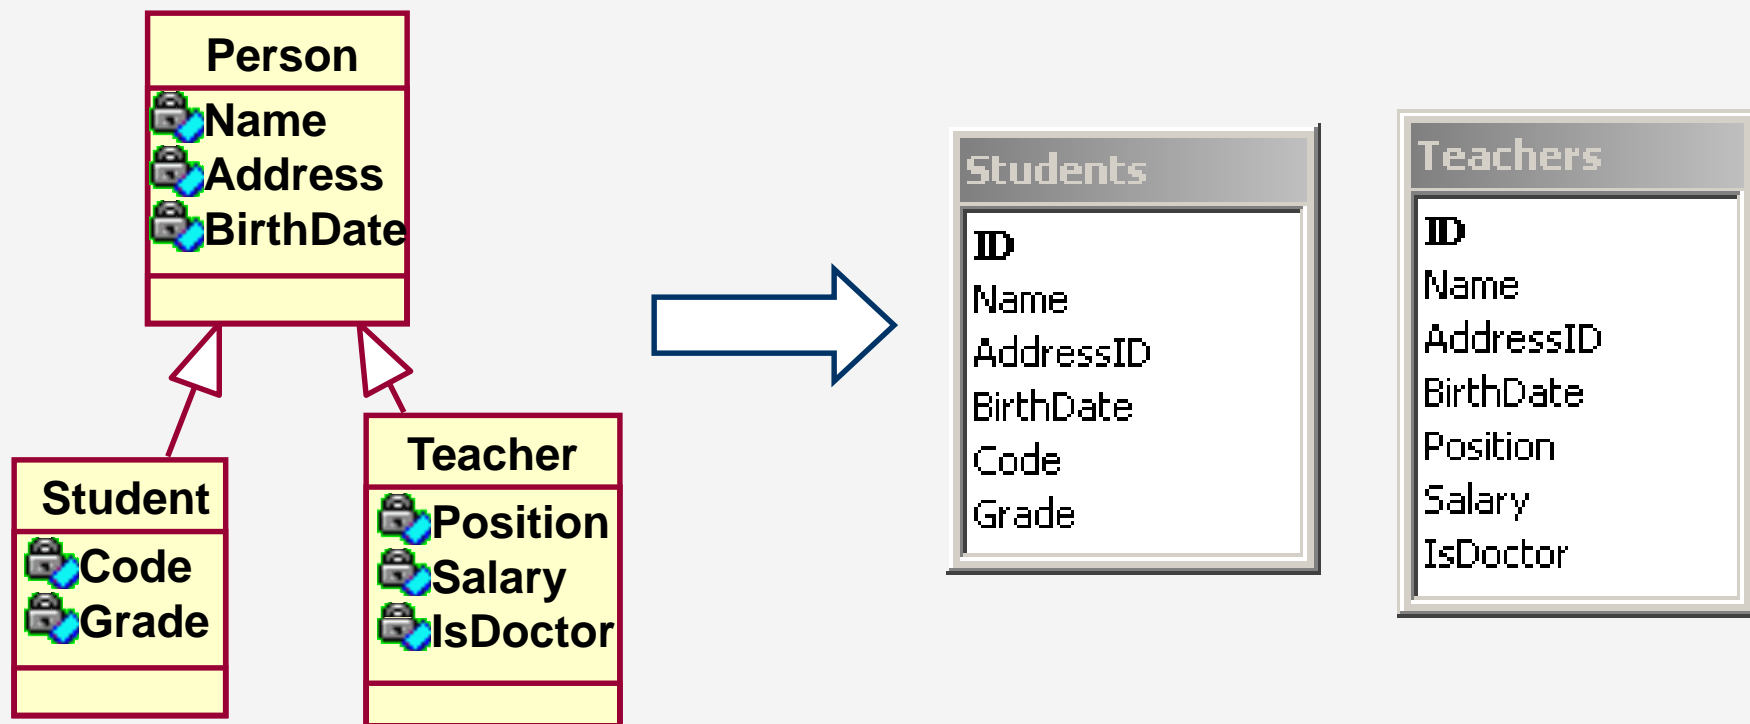 Person
Name
Address
BirthDate
Student
Code
Grade
Teacher
Position
Salary
IsDoctor
Students
ID
Name
AddressID
BirthDate
Code
Grade
Teachers
ID
Name
AddressID
BirthDate
Position
Salary
IsDoctor